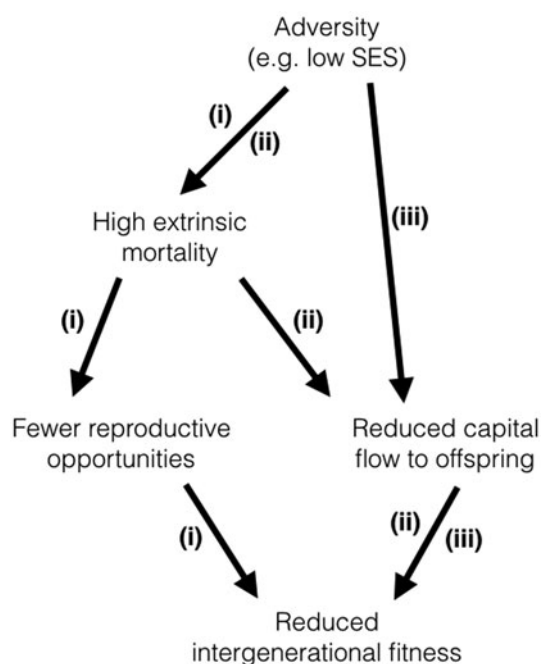 Adversity
(e.g. low SES)
(i)
(ii)
(iii)
High extrinsic
mortality
(i)
(ii)
Fewer reproductive
opportunities
Reduced capital
flow to offspring
(i)
(ii)
(iii)
Reduced
intergenerational fitness